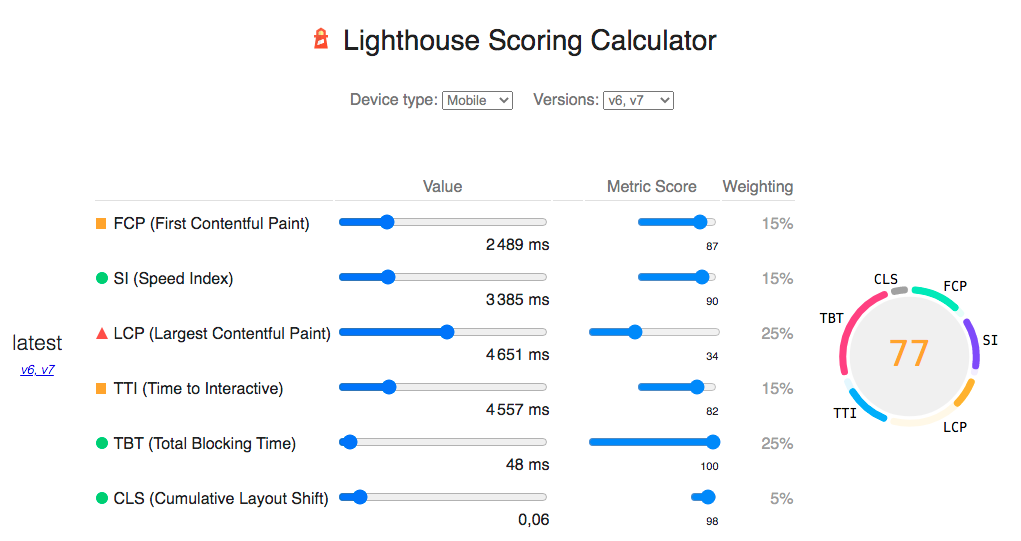 Lighthouse Scoring Calculator
Device type: Mobile Versions: v6, v7
Value Metric Score Weighting
FCP (First Contentful Paint) 15%
2 489 ms 87
SI (Speed Index) 15%
3 385 ms 90
LCP (Largest Contentful Paint) 25%
4 651 ms 34
TTI (Time to Interactive) 15%
4 557 ms 82
TBT (Total Blocking Time) 25%
48 ms 100
CLS (Cumulative Layout Shift) 5%
0,06 98
latest
v6, v7
CLS
FCP
TBT
SI
77
TTI
LCP